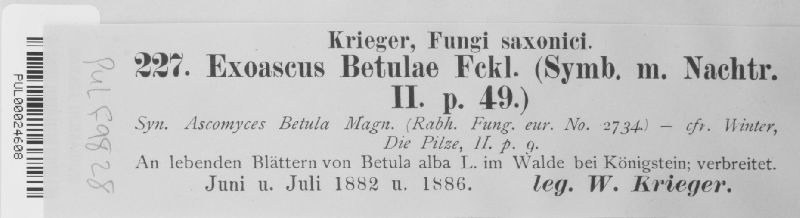 Krieger, Fungi saxonici.
227. Exoascus Betulae Fckl. (Symb. m. Nachtr.
II. p. 49.)
Syn. Ascomyces Betula Magn. (Rabh. Fung. eur. No. 2734.) — cfr. Winter,
Die Pilze, II. p. 9.
An lebenden Blättern von Betula alba L. im Walde bei Königstein; verbreitet.
Juni u. Juli 1882 u. 1886. leg. W. Krieger.
PUL00024608
PUL F9828